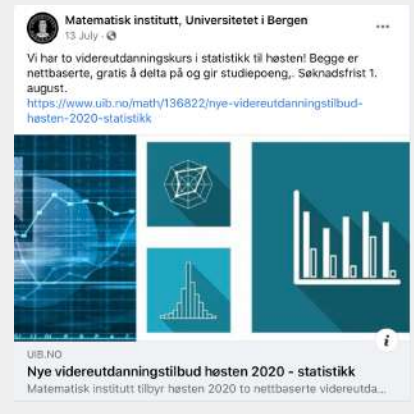 Matematisk institutt, Universitetet i Bergen
13 July ·
Vi har to videreutdanningskurs i statistikk til høsten! Begge er
nettbaserte, gratis å delta på og gir studiepoeng,. Søknadsfrist 1.
august.
https://www.uib.no/math/136822/nye-videreutdanningstilbud-
høsten-2020-statistikk
UIB.NO
Nye videreutdanningstilbud høsten 2020 - statistikk
Matematisk institutt tilbyr høsten 2020 to nettbaserte videreutda...